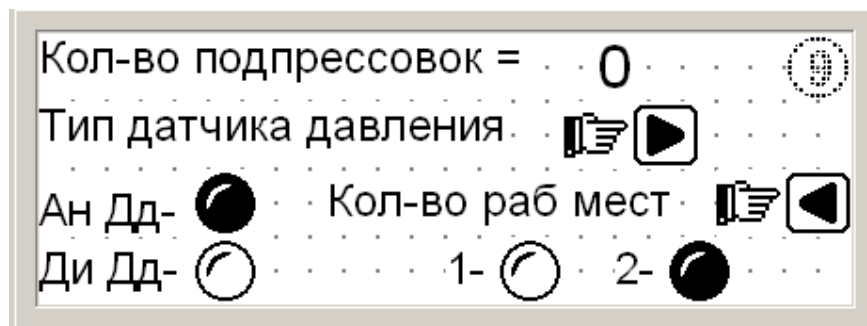 Кол-во подпрессовок = 0 9
Тип датчика давления
Ан Дд- Кол-во раб мест
Ди Дд- 1- 2-